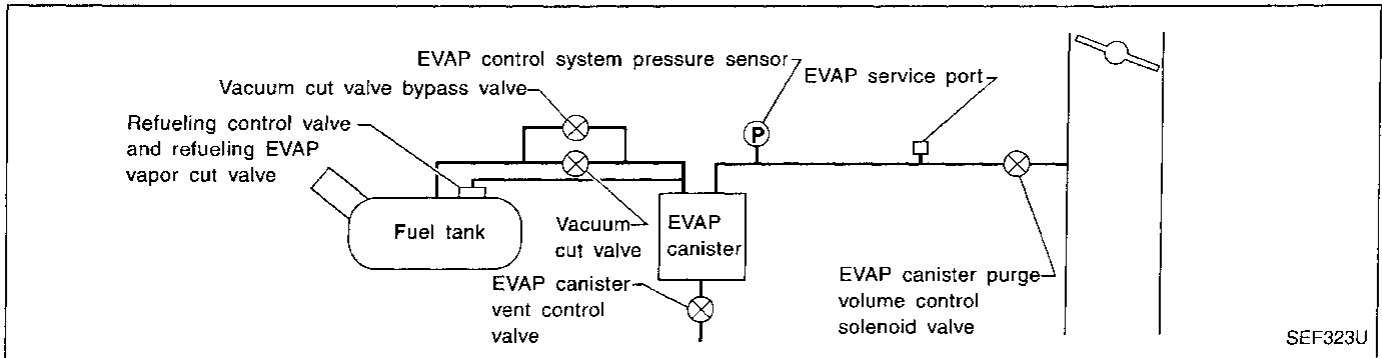 EVAP control system pressure sensor
EVAP service port
Vacuum cut valve bypass valve
Refueling control valve
and refueling EVAP
vapor cut valve
P
Fuel tank
Vacuum
cut valve
EVAP
canister
EVAP canister
vent control
valve
EVAP canister purge
volume control
solenoid valve
SEF323U